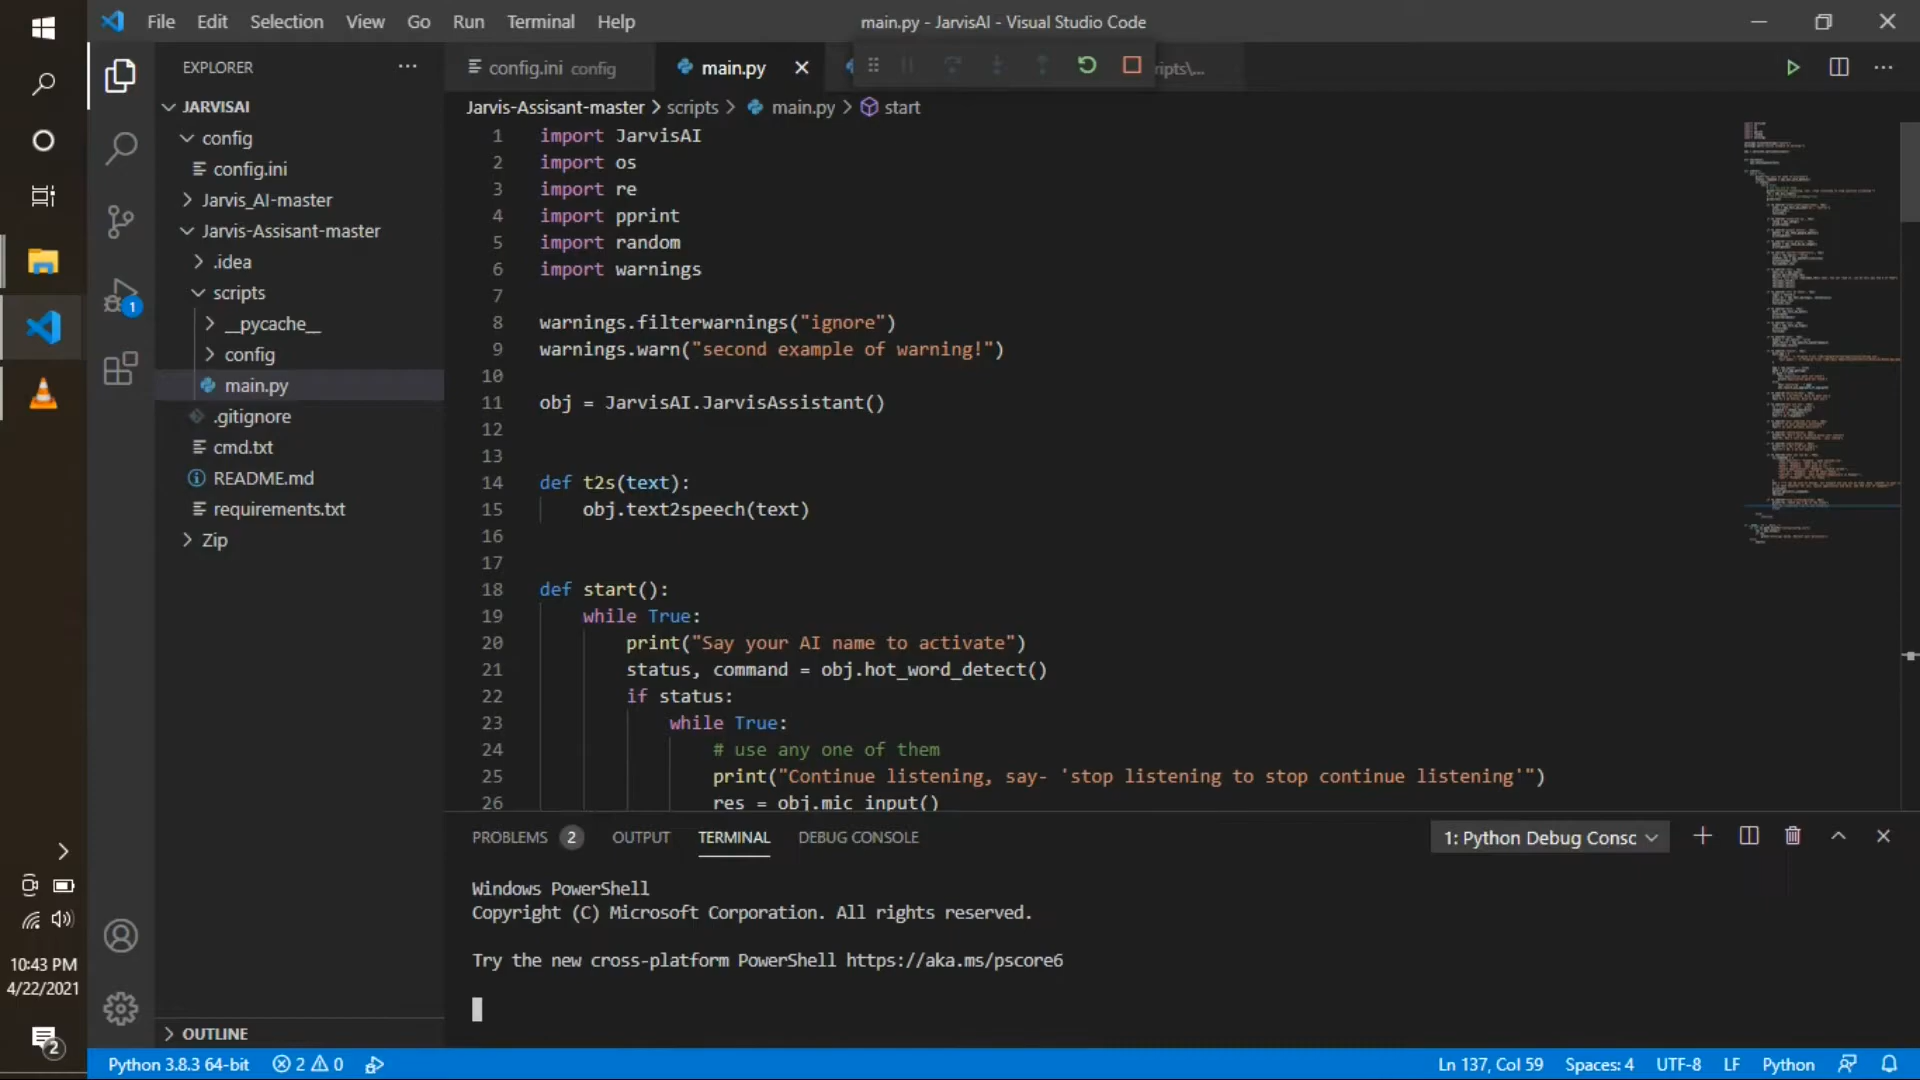 File Edit Selection View Go Run Terminal Help
main.py - JarvisAI - Visual Studio Code
EXPLORER
config.ini config
main.py
ripts\...
JARVISAI
config
config.ini
Jarvis_AI-master
Jarvis-Assisant-master
.idea
scripts
__pycache__
config
main.py
.gitignore
cmd.txt
README.md
requirements.txt
Zip
OUTLINE
Jarvis-Assisant-master > scripts > main.py > start
1 import JarvisAI
2 import os
3 import re
4 import pprint
5 import random
6 import warnings
7
8 warnings.filterwarnings("ignore")
9 warnings.warn("second example of warning!")
10
11 obj = JarvisAI.JarvisAssistant()
12
13
14 def t2s(text):
15 obj.text2speech(text)
16
17
18 def start():
19 while True:
20 print("Say your AI name to activate")
21 status, command = obj.hot_word_detect()
22 if status:
23 while True:
24 # use any one of them
25 print("Continue listening, say- 'stop listening to stop continue listening'")
26 res = obj.mic_input()
PROBLEMS 2 OUTPUT TERMINAL DEBUG CONSOLE
1: Python Debug Consc
Windows PowerShell
Copyright (C) Microsoft Corporation. All rights reserved.
Try the new cross-platform PowerShell https://aka.ms/pscore6
1
10:43 PM
4/22/2021
2
Python 3.8.3 64-bit 2 0
Ln 137, Col 59 Spaces: 4 UTF-8 LF Python